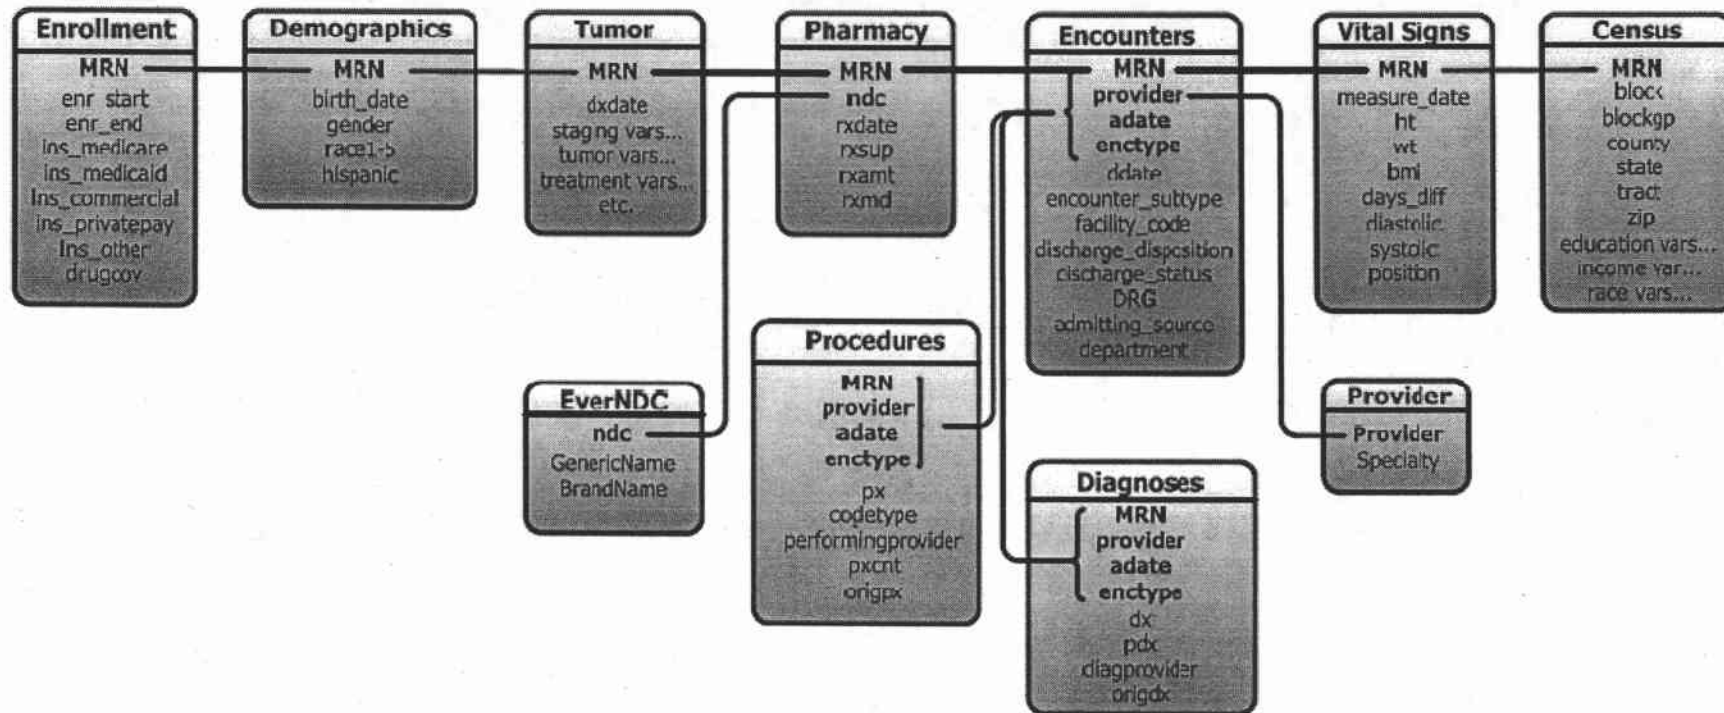 Enrollment
MRN
enr_start
enr_end
ins_medicare
ins_medicaid
Ins_commercial
ins_privatepay
Ins_other
drugcov
Demographics
MRN
birth_date
gender
race1-5
hispanic
Tumor
MRN
dxdate
staging vars...
tumor vars...
treatment vars...
etc.
Pharmacy
MRN
ndc
rxdate
rxsup
rxamt
rxmd
Encounters
MRN
provider
adate
enctype
ddate
encounter_suttype
facility_code
discharge_disposition
discharge_status
DRG
admitting_source
department
Vital Signs
MRN
measure_date
ht
wt
bmi
days_diff
diastolic
systolic
position
Census
MRN
block
blockgp
county
state
tract
zip
education vars...
income var...
race vars...
EverNDC
ndc
GenericName
BrandName
Procedures
MRN
provider
adate
enctype
px
codetype
performingprovider
pxcnt
origpx
Diagnoses
MRN
provider
adate
enctype
dx
pdx
diagprovider
origdx
Provider
Provider
Specialty